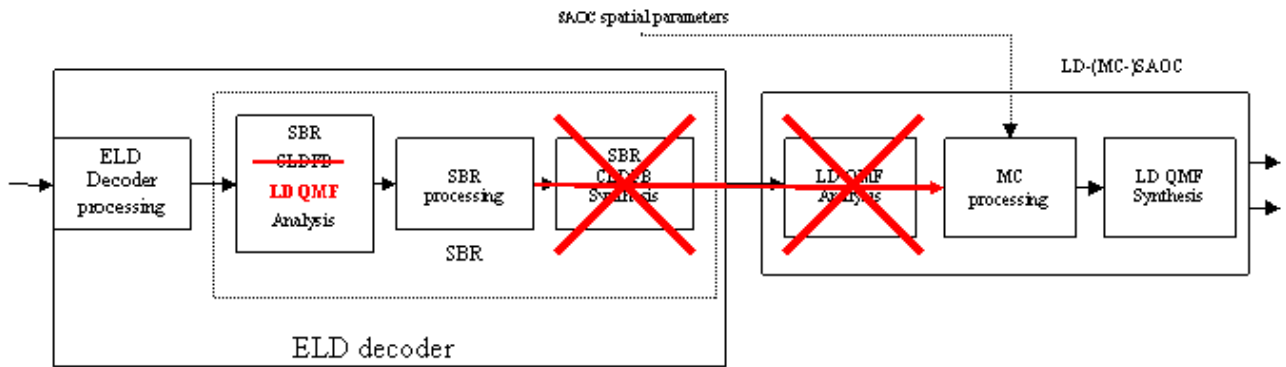 SAOC spatial parameters
LD-(MC-)SAOC
ELD
Decoder
processing
SBR
CLDFB
LD QMF
Analysis
SBR
processing
SBR
CLDFB
Synthesis
LD QMF
Analysis
MC
processing
LD QMF
Synthesis
SBR
ELD decoder